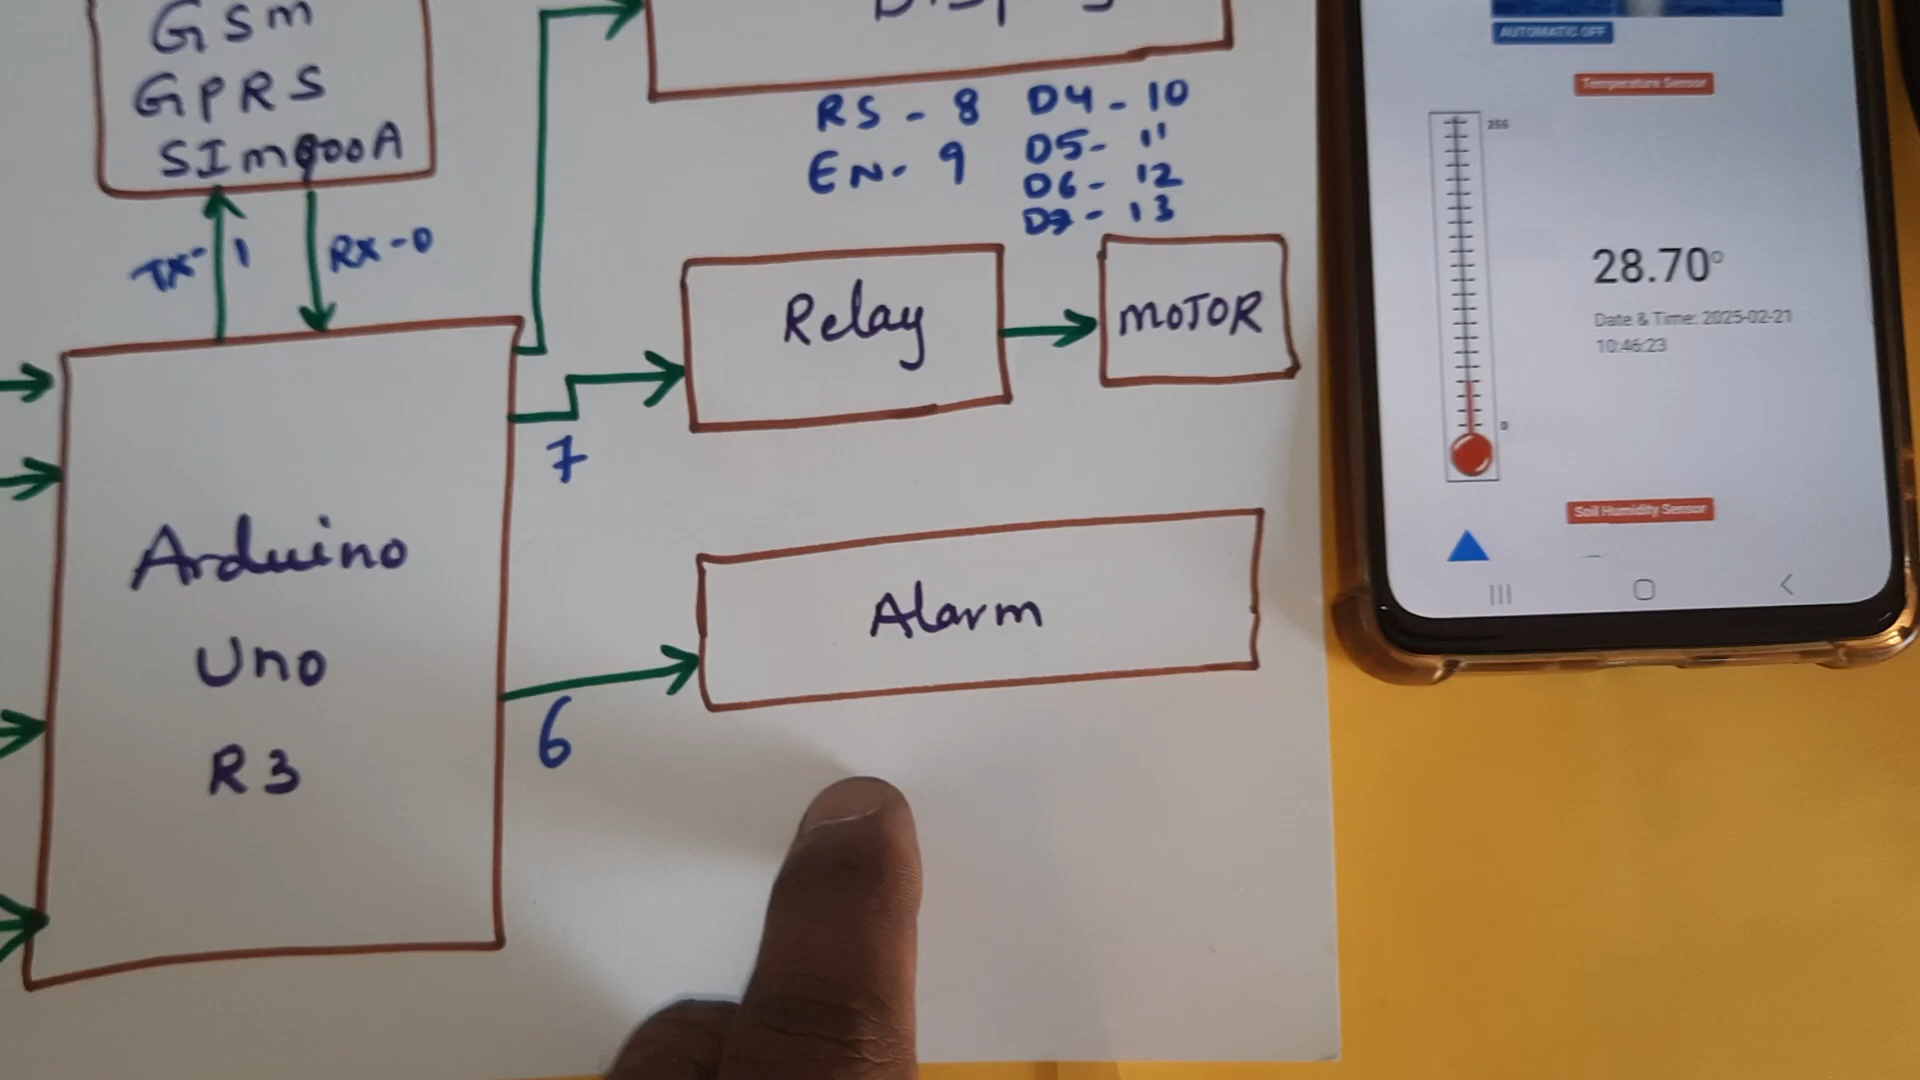 Gsm
GPRS
SIm900A
TX-1
RX-0
RS - 8
EN- 9
D4 - 10
D5- 11
D6- 12
D7- 13
Relay
MOTOR
7
Arduino
Uno
R3
Alarm
6
AUTOMATIC OFF
Temperature Sensor
255
28.70°
Date & Time: 2025-02-21
10:46:23
0
Soil Humidity Sensor